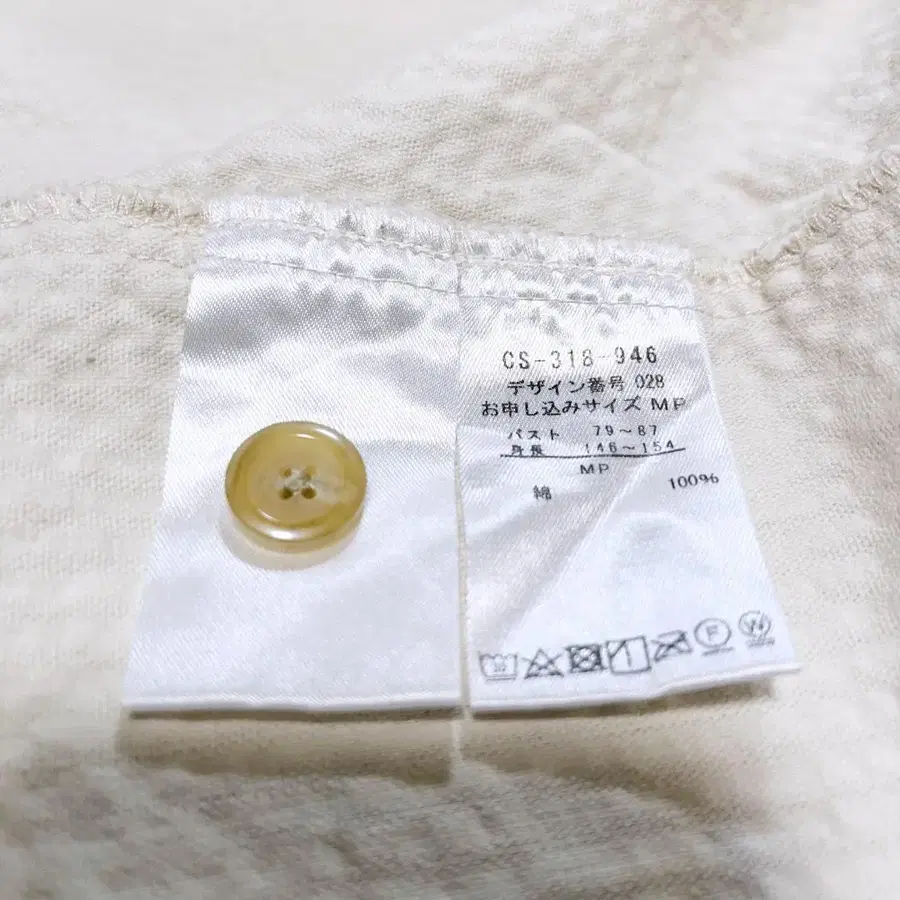 CS-318-946
デザイン番号 028
お申し込みサイズ MP
バスト 79～87
身長 146～154
MP
綿 100%
F
W